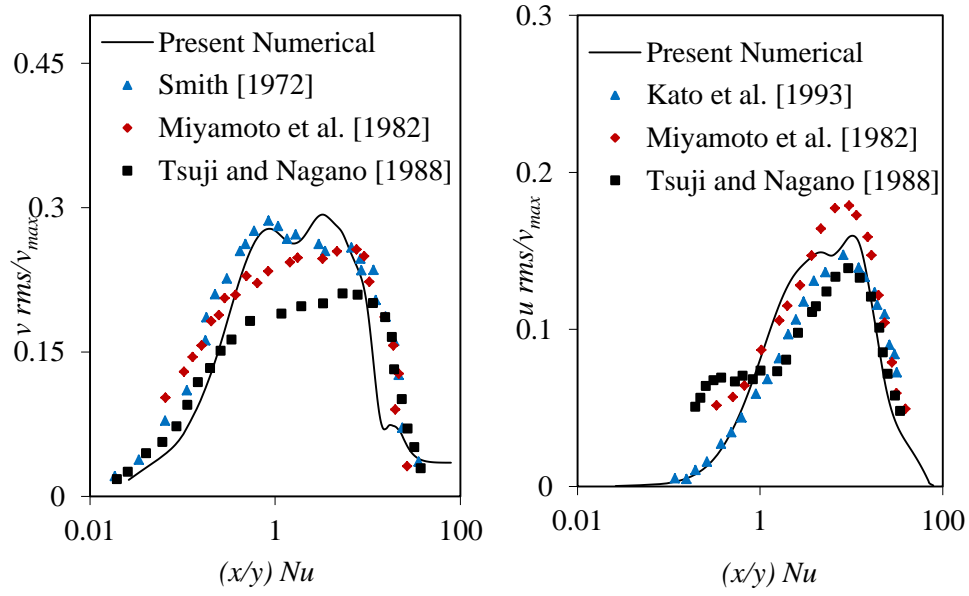 Present Numerical
Smith [1972]
Miyamoto et al. [1982]
Tsuji and Nagano [1988]
0.45
0.3
0.15
0
v rms/vmax
0.01
1
100
(x/y) Nu
Present Numerical
Kato et al. [1993]
Miyamoto et al. [1982]
Tsuji and Nagano [1988]
0.3
0.2
0.1
0
u rms/vmax
0.01
1
100
(x/y) Nu